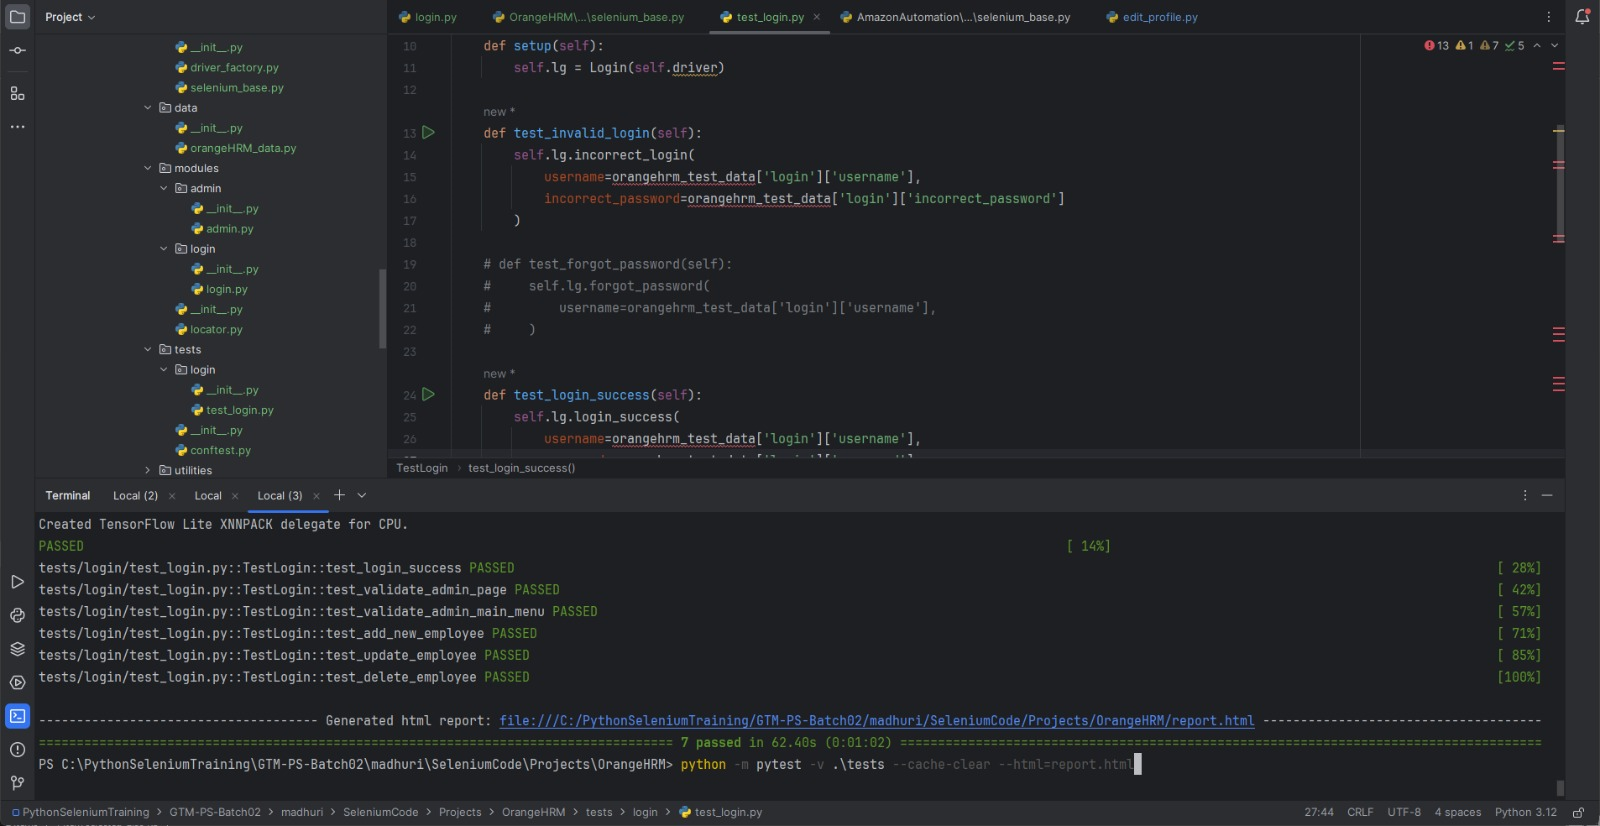 Project
login.py
OrangeHRM\...\selenium_base.py
test_login.py
AmazonAutomation\...\selenium_base.py
edit_profile.py
__init__.py
driver_factory.py
selenium_base.py
data
__init__.py
orangeHRM_data.py
modules
admin
__init__.py
admin.py
login
__init__.py
login.py
__init__.py
locator.py
tests
login
__init__.py
test_login.py
__init__.py
conftest.py
utilities
13 1 7 5
10 def setup(self):
11 self.lg = Login(self.driver)
12
new *
13 def test_invalid_login(self):
14 self.lg.incorrect_login(
15 username=orangehrm_test_data['login']['username'],
16 incorrect_password=orangehrm_test_data['login']['incorrect_password']
17 )
18
19 # def test_forgot_password(self):
20 # self.lg.forgot_password(
21 # username=orangehrm_test_data['login']['username'],
22 # )
23
new *
24 def test_login_success(self):
25 self.lg.login_success(
26 username=orangehrm_test_data['login']['username'],
TestLogin > test_login_success()
Terminal Local (2) Local Local (3)
Created TensorFlow Lite XNNPACK delegate for CPU.
PASSED [ 14%]
tests/login/test_login.py::TestLogin::test_login_success PASSED [ 28%]
tests/login/test_login.py::TestLogin::test_validate_admin_page PASSED [ 42%]
tests/login/test_login.py::TestLogin::test_validate_admin_main_menu PASSED [ 57%]
tests/login/test_login.py::TestLogin::test_add_new_employee PASSED [ 71%]
tests/login/test_login.py::TestLogin::test_update_employee PASSED [ 85%]
tests/login/test_login.py::TestLogin::test_delete_employee PASSED [100%]
------------------------------------- Generated html report: file:///C:/PythonSeleniumTraining/GTM-PS-Batch02/madhuri/SeleniumCode/Projects/OrangeHRM/report.html -------------------------------------
==================================================================================== 7 passed in 62.40s (0:01:02) =====================================================================================
PS C:\PythonSeleniumTraining\GTM-PS-Batch02\madhuri\SeleniumCode\Projects\OrangeHRM> python -m pytest -v .\tests --cache-clear --html=report.html
PythonSeleniumTraining > GTM-PS-Batch02 > madhuri > SeleniumCode > Projects > OrangeHRM > tests > login > test_login.py
27:44 CRLF UTF-8 4 spaces Python 3.12